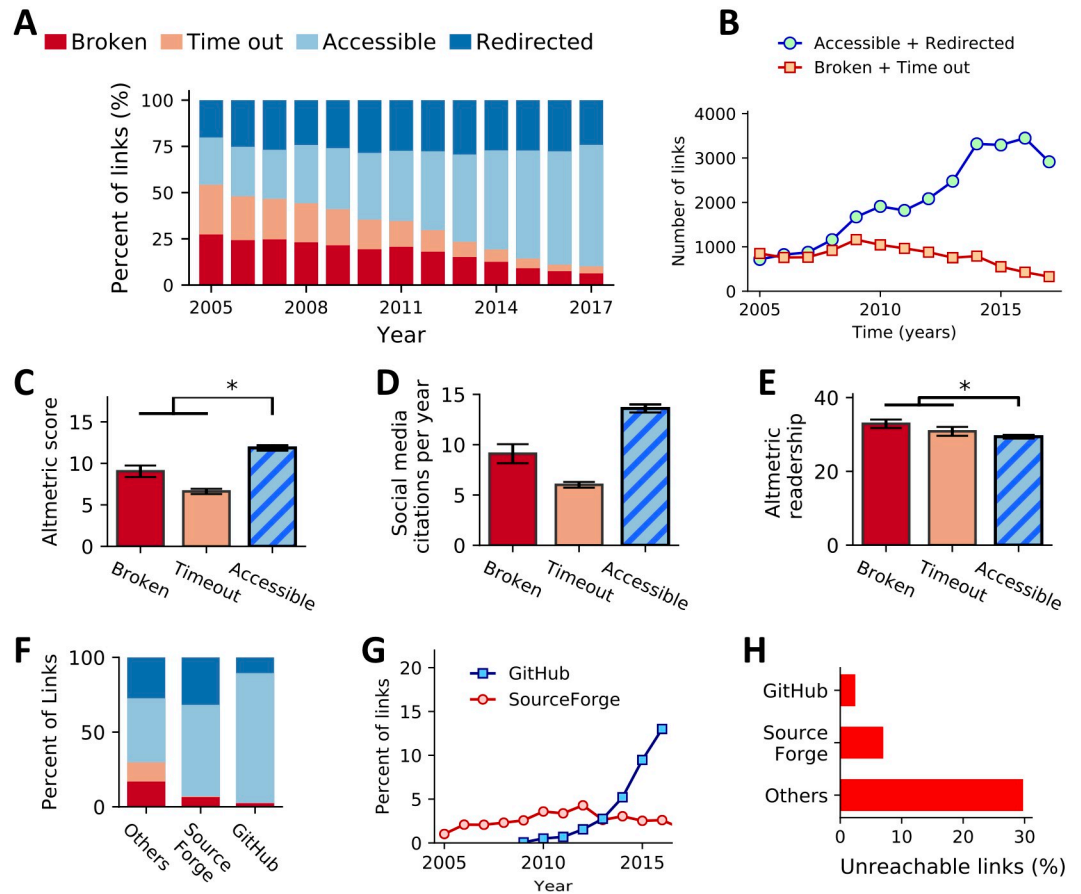 A
Broken Time out Accessible Redirected
Percent of links (%)
100
75
50
25
0
2005 2008 2011 2014 2017
Year
B
Accessible + Redirected
Broken + Time out
Number of links
4000
3000
2000
1000
0
2005 2010 2015
Time (years)
C
Altmetric score
15
10
5
0
*
Broken Timeout Accessible
D
Social media
citations per year
15
10
5
0
Broken Timeout Accessible
E
Altmetric
readership
40
20
0
*
Broken Timeout Accessible
F
Percent of Links
100
50
0
Others Source
Forge GitHub
G
GitHub
SourceForge
Percent of links
20
15
10
5
0
2005 2010 2015
Year
H
GitHub
Source
Forge
Others
0 10 20 30
Unreachable links (%)